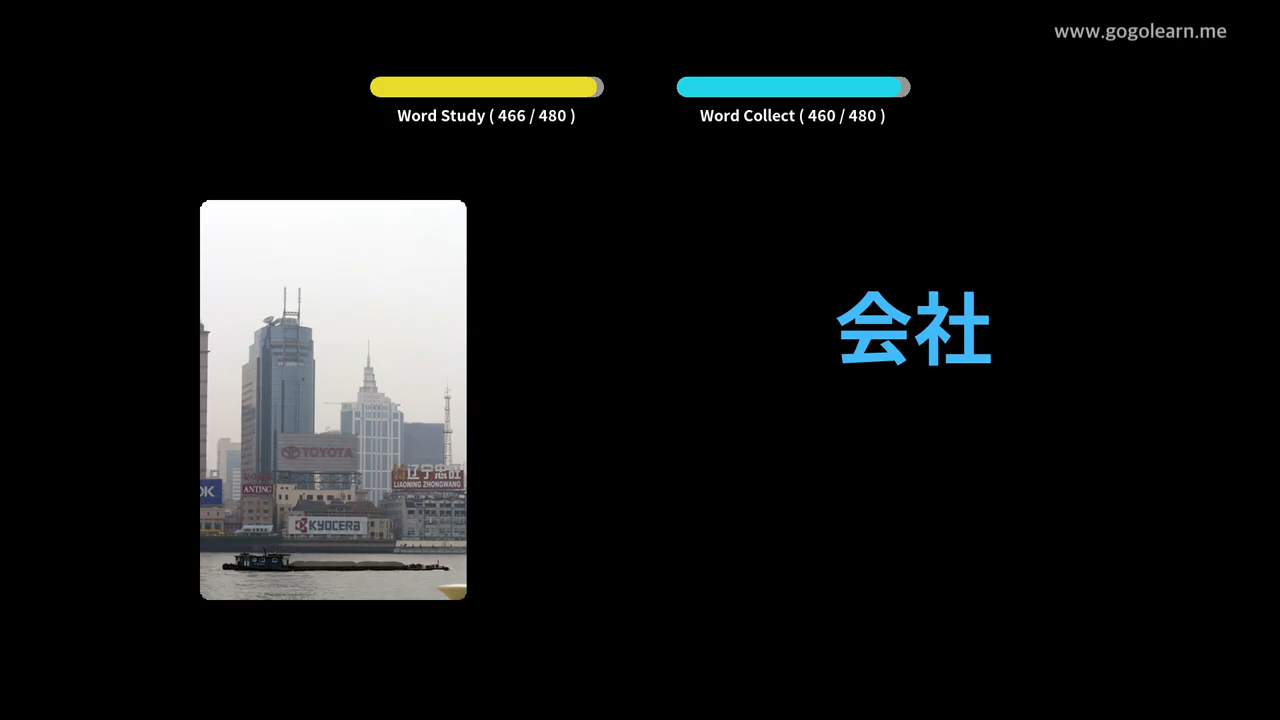 www.gogolearn.me
Word Study ( 466 / 480 )
Word Collect ( 460 / 480 )
会社
TOYOTA
辽宁忠旺
LIAONING ZHONGWANG
OK
ANTING
KYOCERA